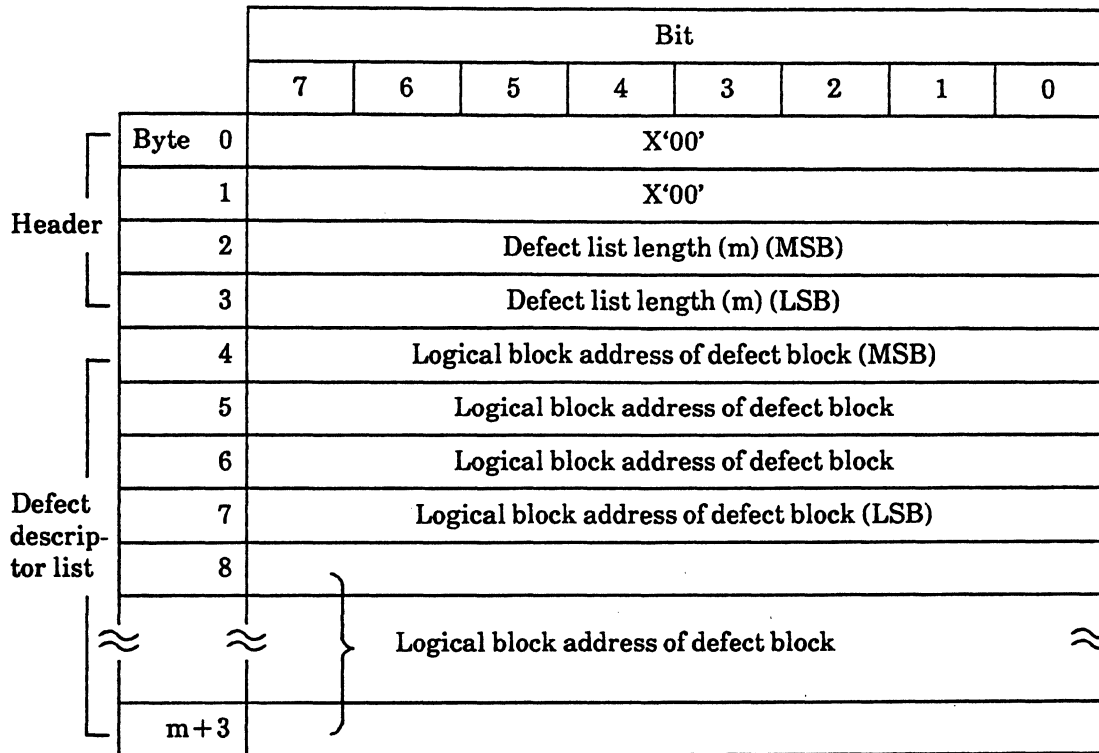 Bit
7 6 5 4 3 2 1 0
Byte 0 X‘00’
1 X‘00’
Header
2 Defect list length (m) (MSB)
3 Defect list length (m) (LSB)
4 Logical block address of defect block (MSB)
5 Logical block address of defect block
6 Logical block address of defect block
Defect
descrip-
tor list
7 Logical block address of defect block (LSB)
8
Logical block address of defect block
m+3